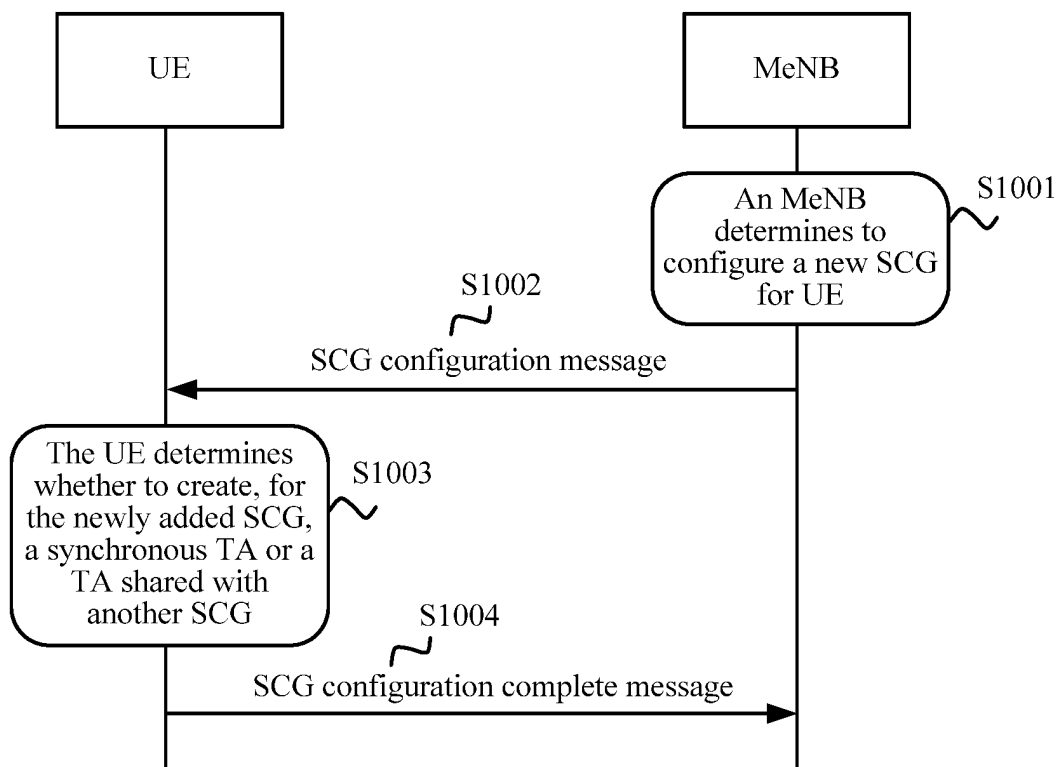 UE
MeNB
S1001
An MeNB
determines to
configure a new SCG
for UE
S1002
SCG configuration message
The UE determines
whether to create, for
the newly added SCG,
a synchronous TA or a
TA shared with
another SCG
S1003
S1004
SCG configuration complete message